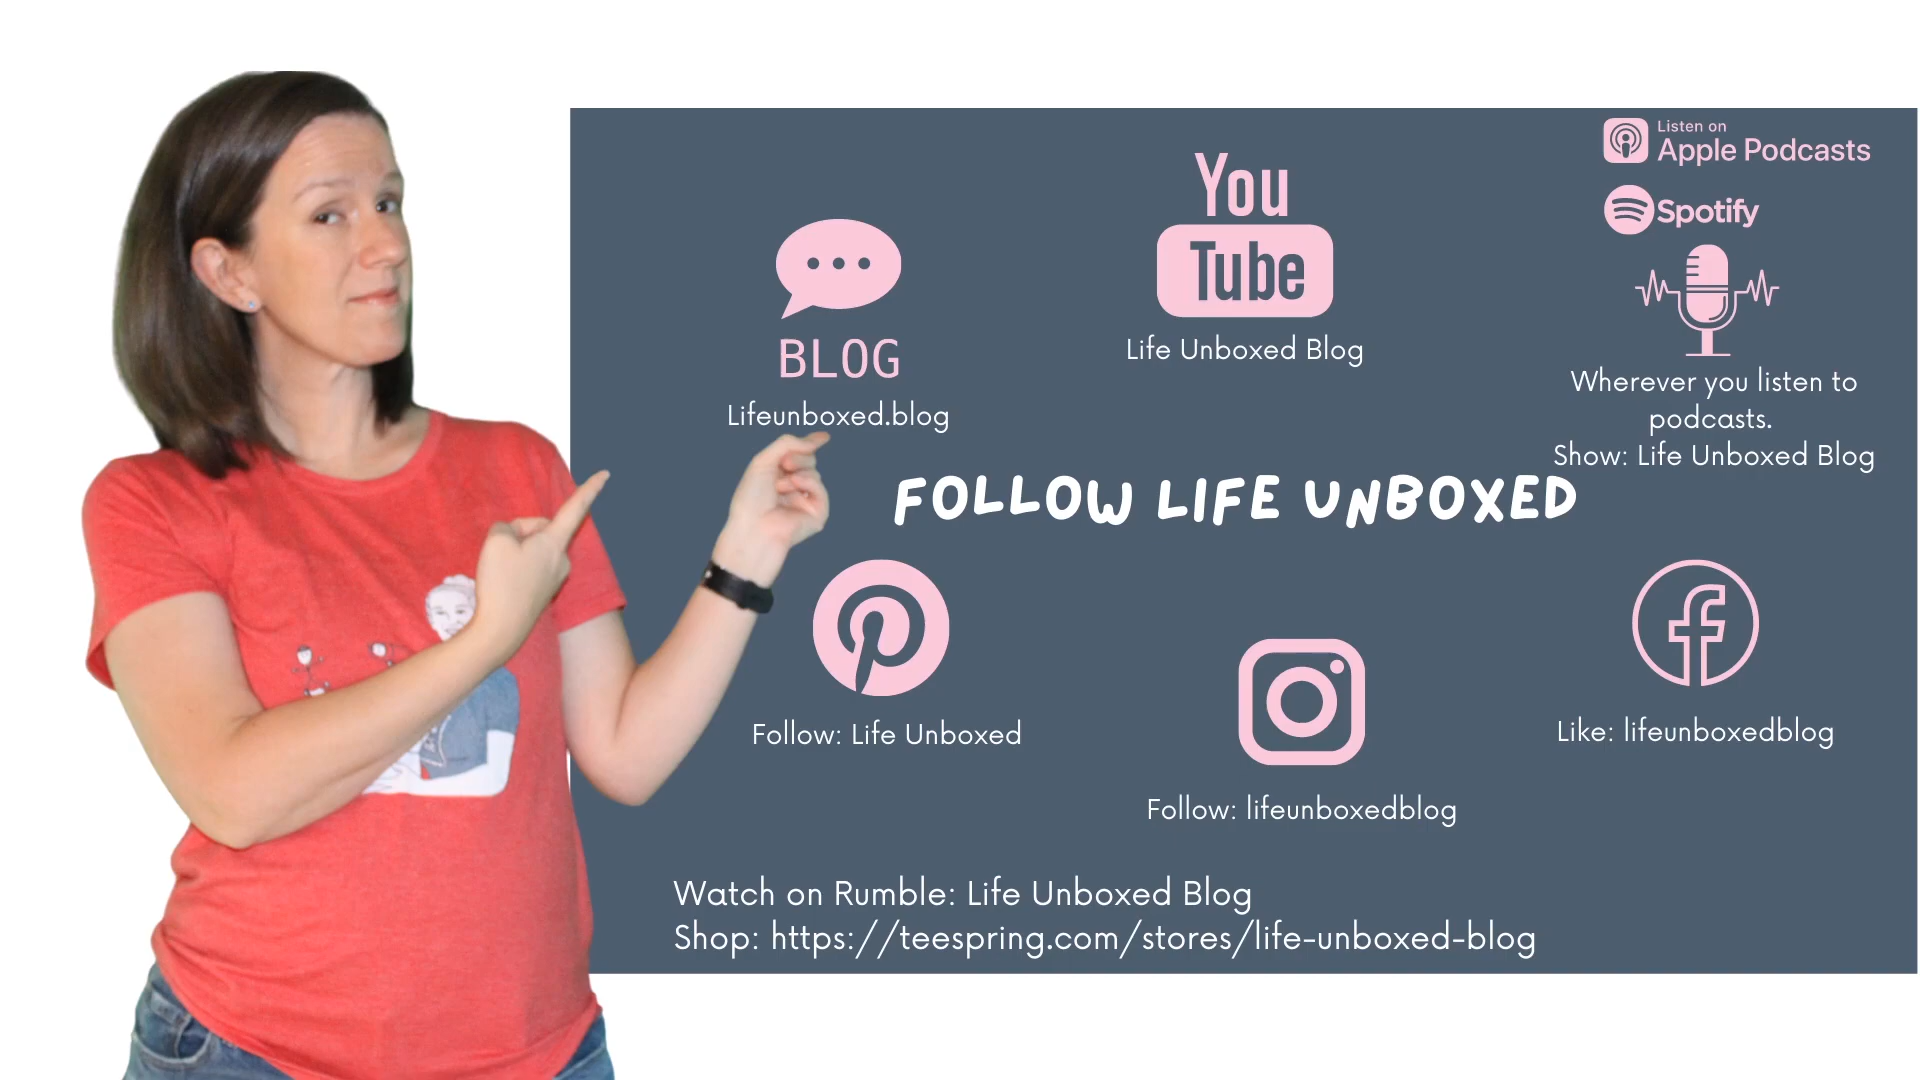 BLOG
Lifeunboxed.blog
You
Tube
Life Unboxed Blog
Listen on
Apple Podcasts
Spotify
Wherever you listen to
podcasts.
Show: Life Unboxed Blog
FOLLOW LIFE UNBOXED
Follow: Life Unboxed
Follow: lifeunboxedblog
Like: lifeunboxedblog
Watch on Rumble: Life Unboxed Blog
Shop: https://teespring.com/stores/life-unboxed-blog